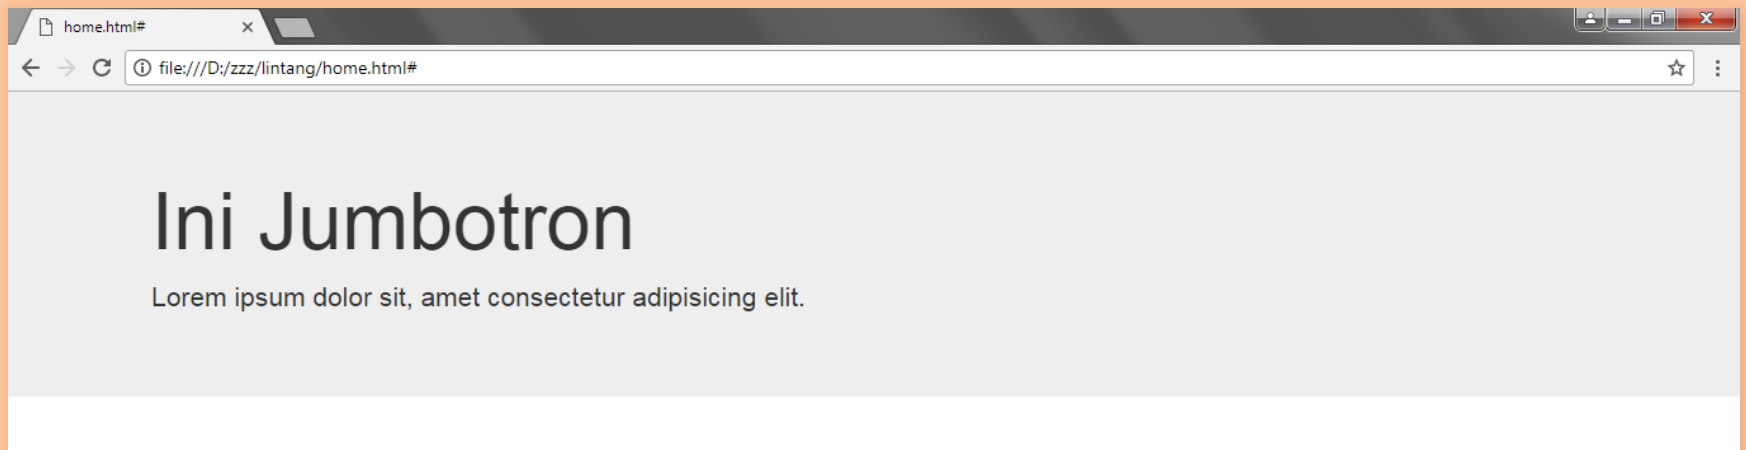 home.html#
file:///D:/zzz/lintang/home.html#
Ini Jumbotron
Lorem ipsum dolor sit, amet consectetur adipisicing elit.